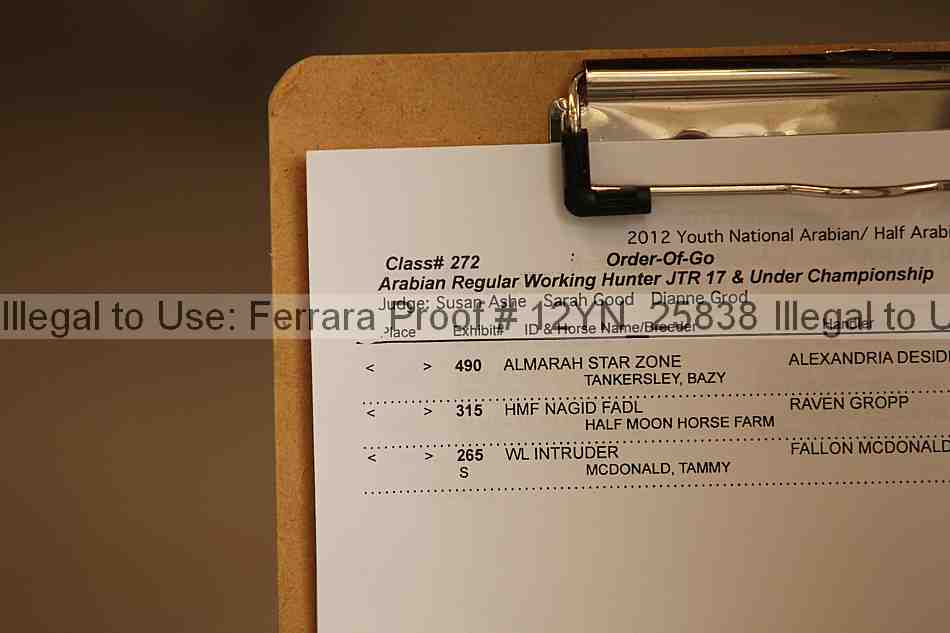 2012 Youth National Arabian/ Half Arabi
Class# 272 : Order-Of-Go
Arabian Regular Working Hunter JTR 17 & Under Championship
Judge: Susan Ashe Sarah Good Dianne Grod
Illegal to Use: Ferrara Proof # 12YN_25838 Illegal to U
Place Exhibit# ID & Horse Name/Breeder Handler
< > 490 ALMARAH STAR ZONE ALEXANDRIA DESID
TANKERSLEY, BAZY
< > 315 HMF NAGID FADL RAVEN GROPP
HALF MOON HORSE FARM
< > 265 WL INTRUDER FALLON MCDONALD
S MCDONALD, TAMMY